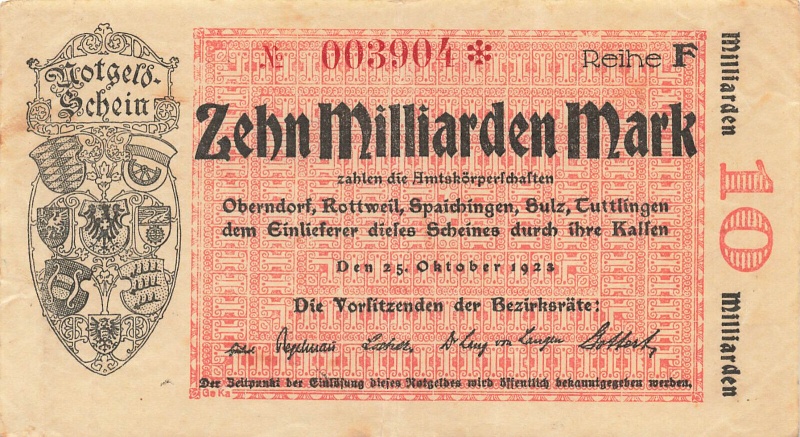 Notgeld-
Schein
№ 003904 *
Reihe F
Zehn Milliarden Mark
zahlen die Amtskörperschaften
Oberndorf, Rottweil, Spaichingen, Sulz, Tuttlingen
dem Einlieferer dieses Scheines durch ihre Kassen
Den 25. Oktober 1923
Die Vorsitzenden der Bezirksräte:
Der Zeitpunkt der Einlösung dieses Notgeldes wird öffentlich bekanntgegeben werden.
Ge Ka
Milliarden
10
Milliarden